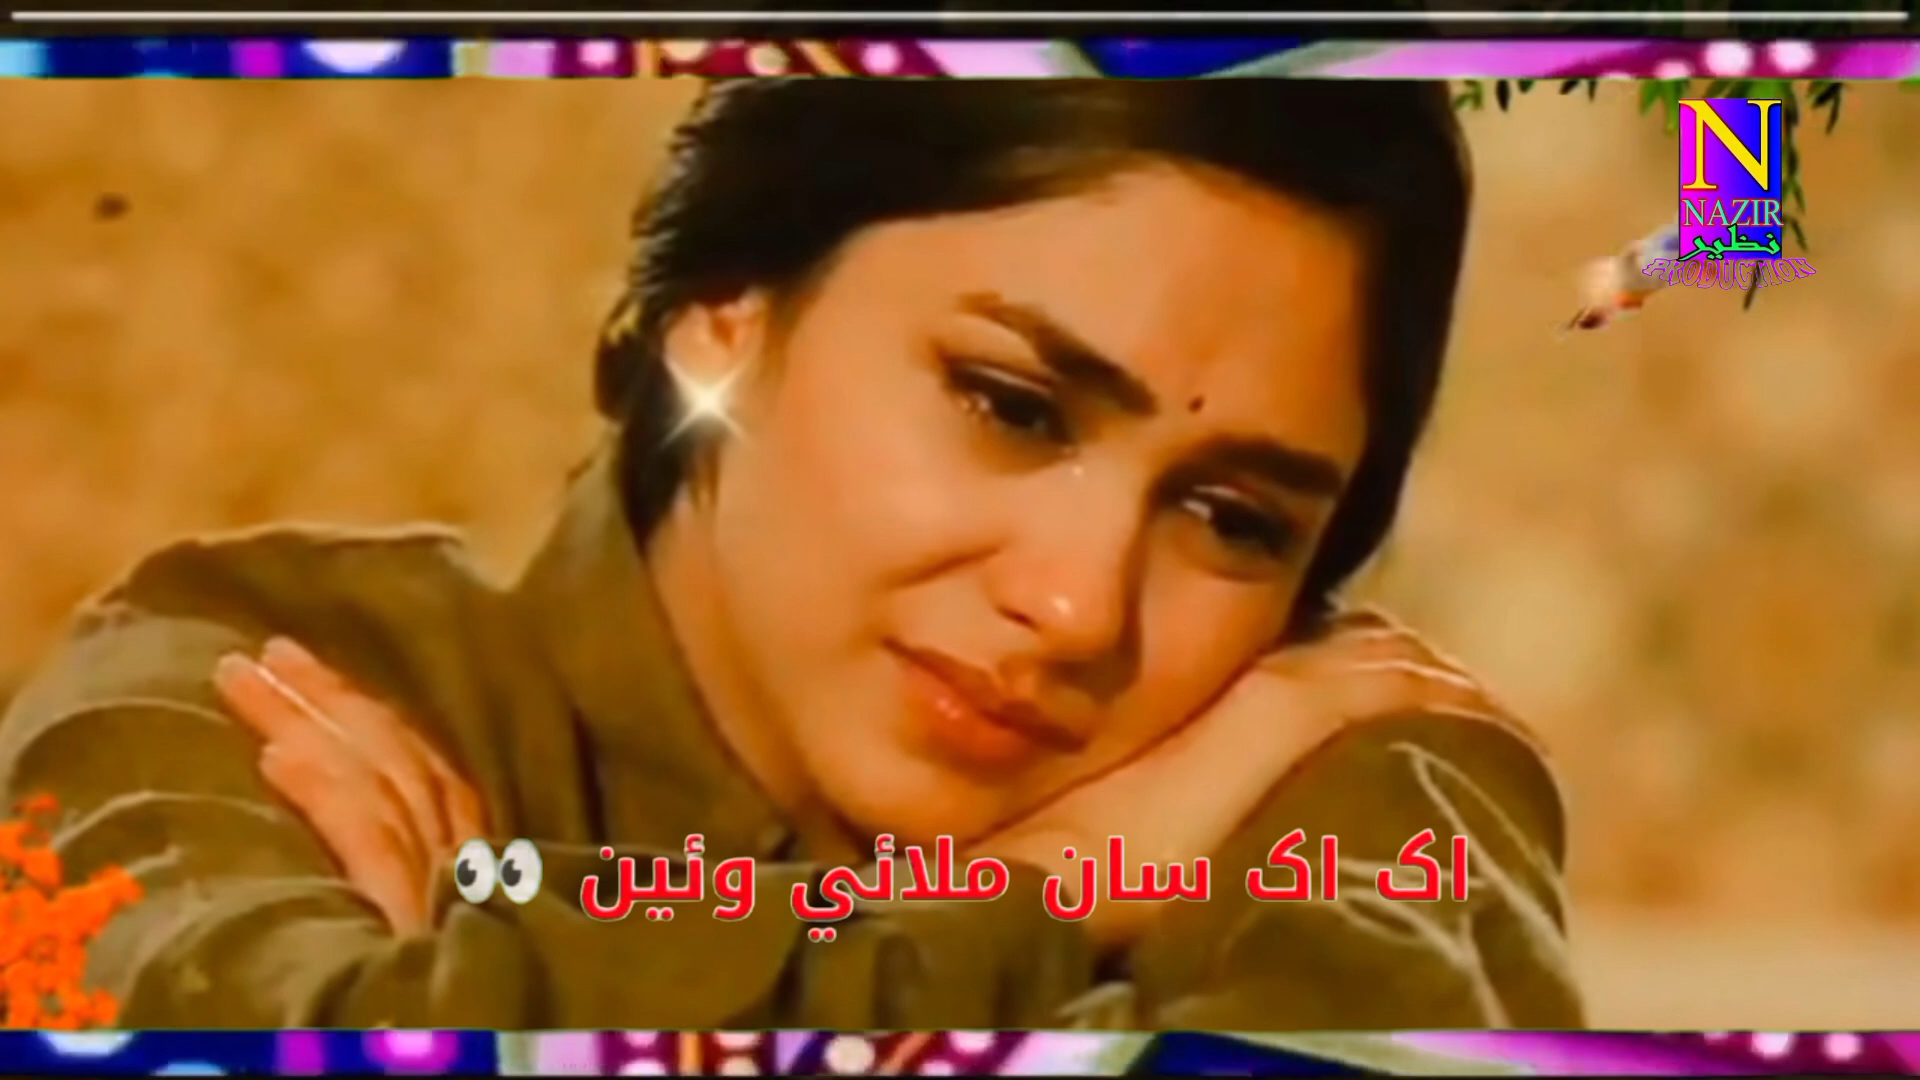 N
NAZIR
نظير
PRODUCTION
اک اک سان ملائي وئين 👀